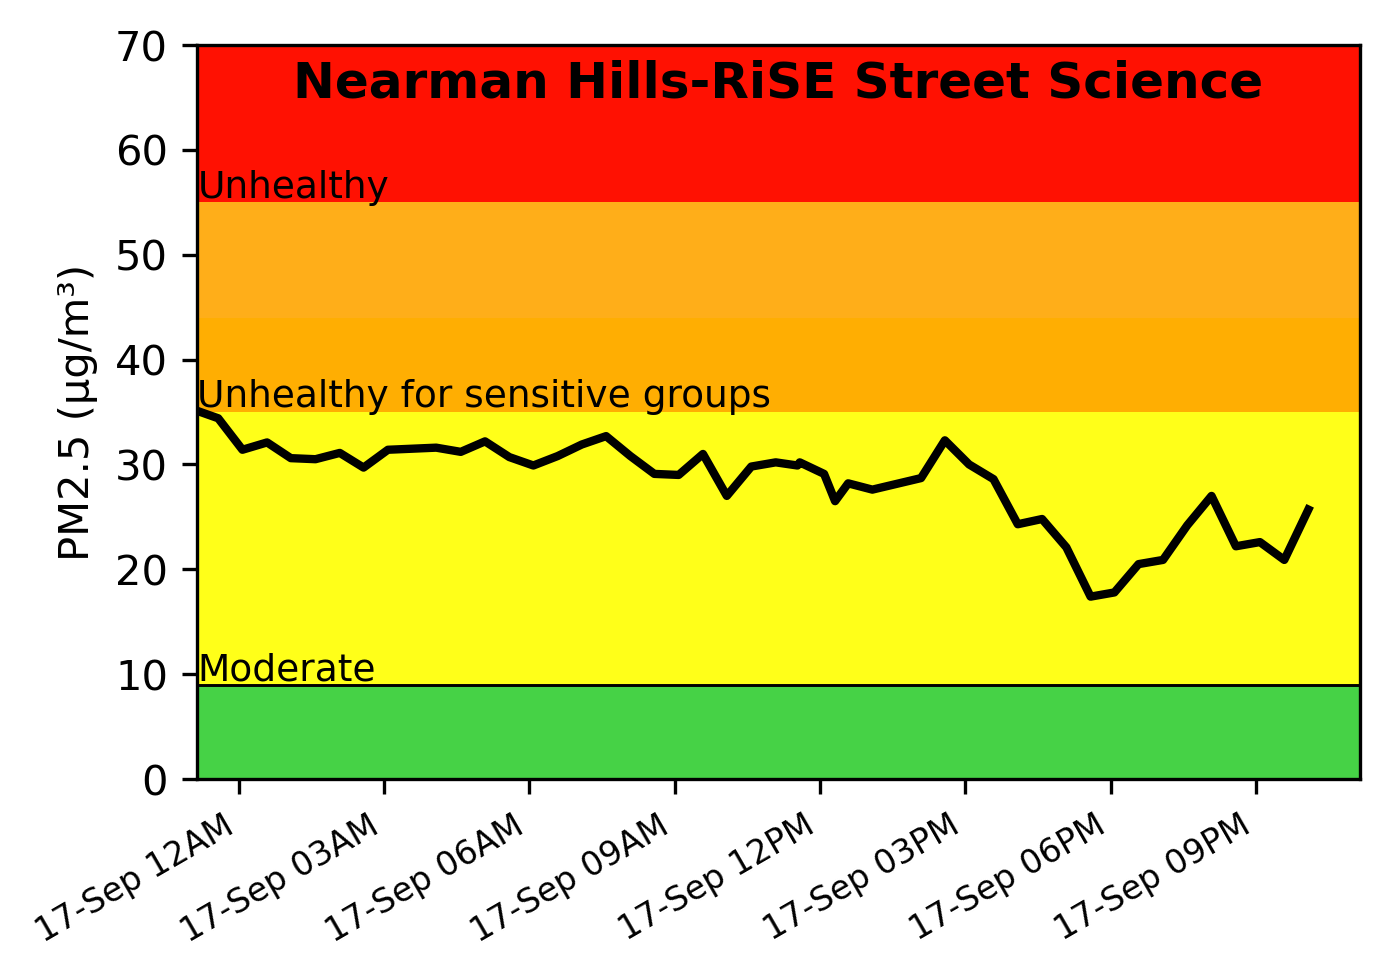 Nearman Hills-RiSE Street Science
70
60
Unhealthy
50
40
Unhealthy for sensitive groups
30
20
10
Moderate
0
PM2.5 (µg/m³)
17-Sep 12AM
17-Sep 03AM
17-Sep 06AM
17-Sep 09AM
17-Sep 12PM
17-Sep 03PM
17-Sep 06PM
17-Sep 09PM